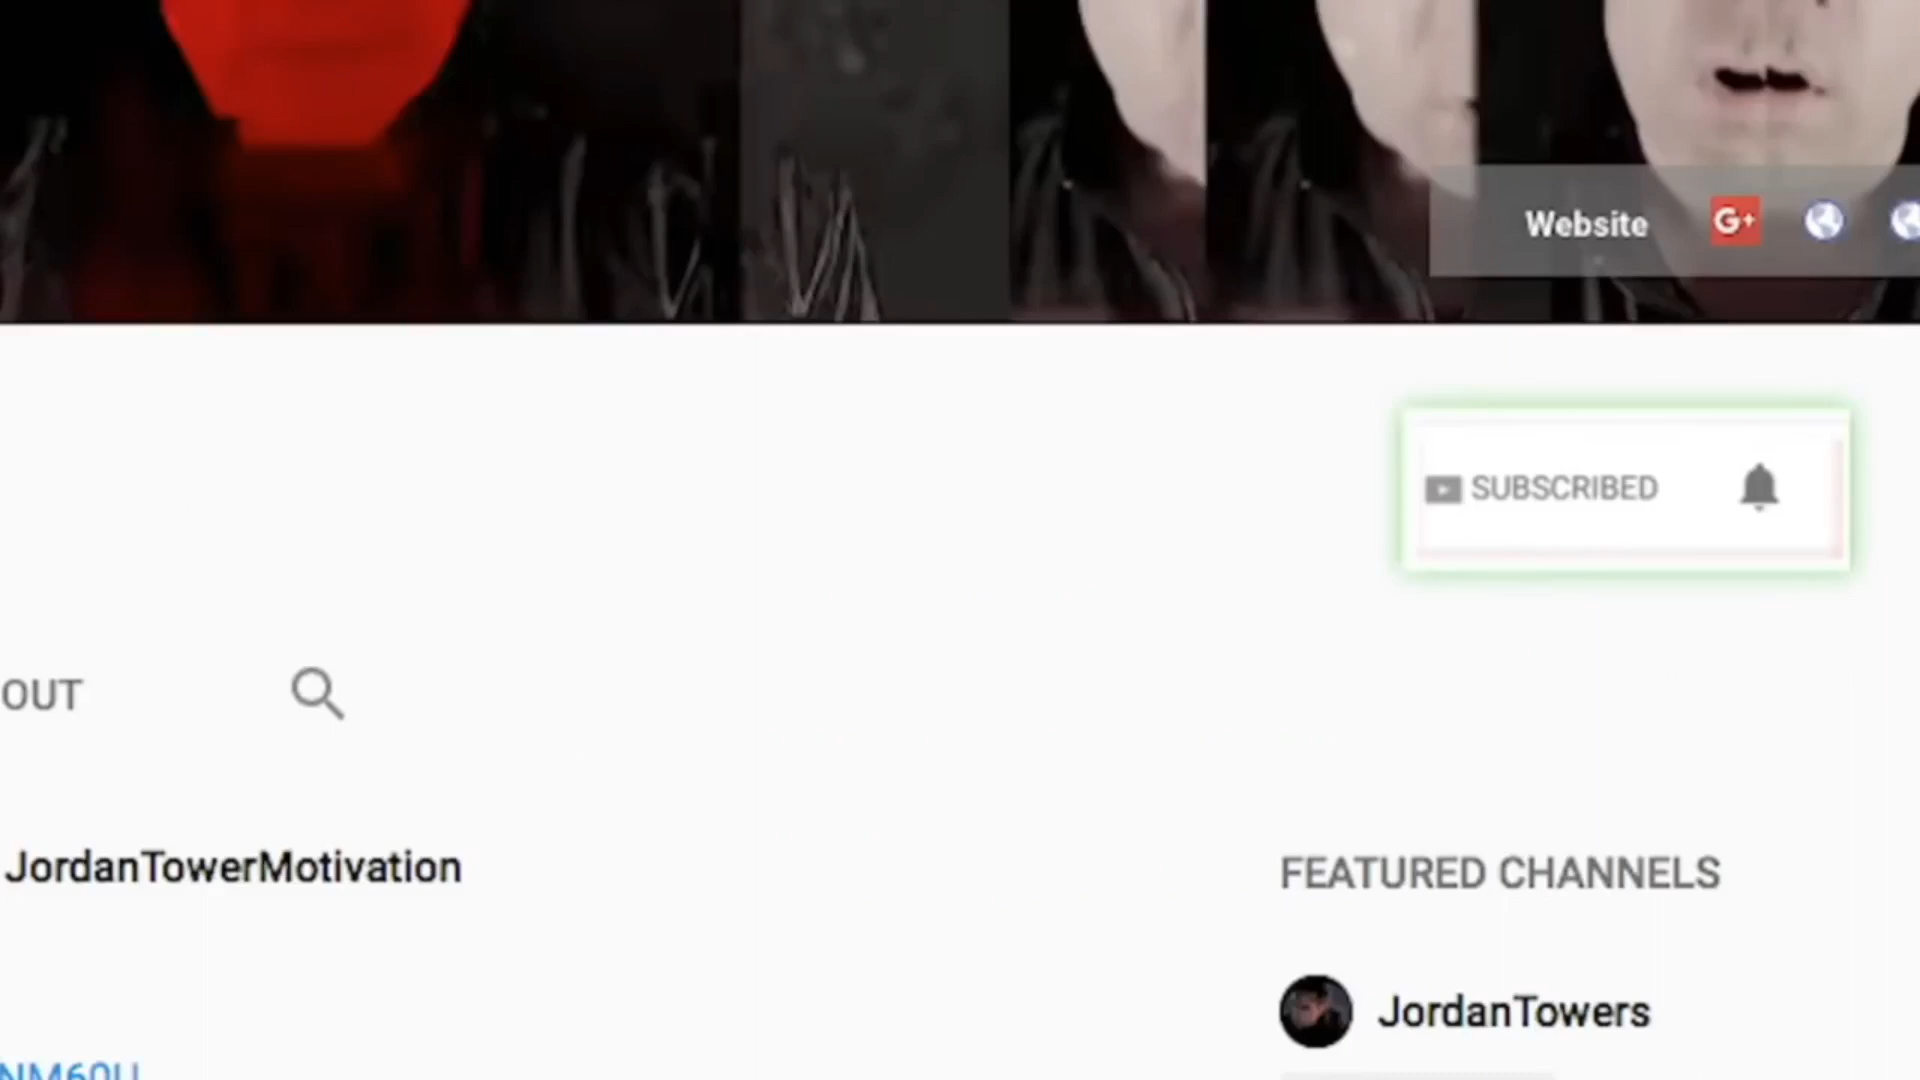 Website G+
SUBSCRIBED
OUT
JordanTowerMotivation
FEATURED CHANNELS
JordanTowers